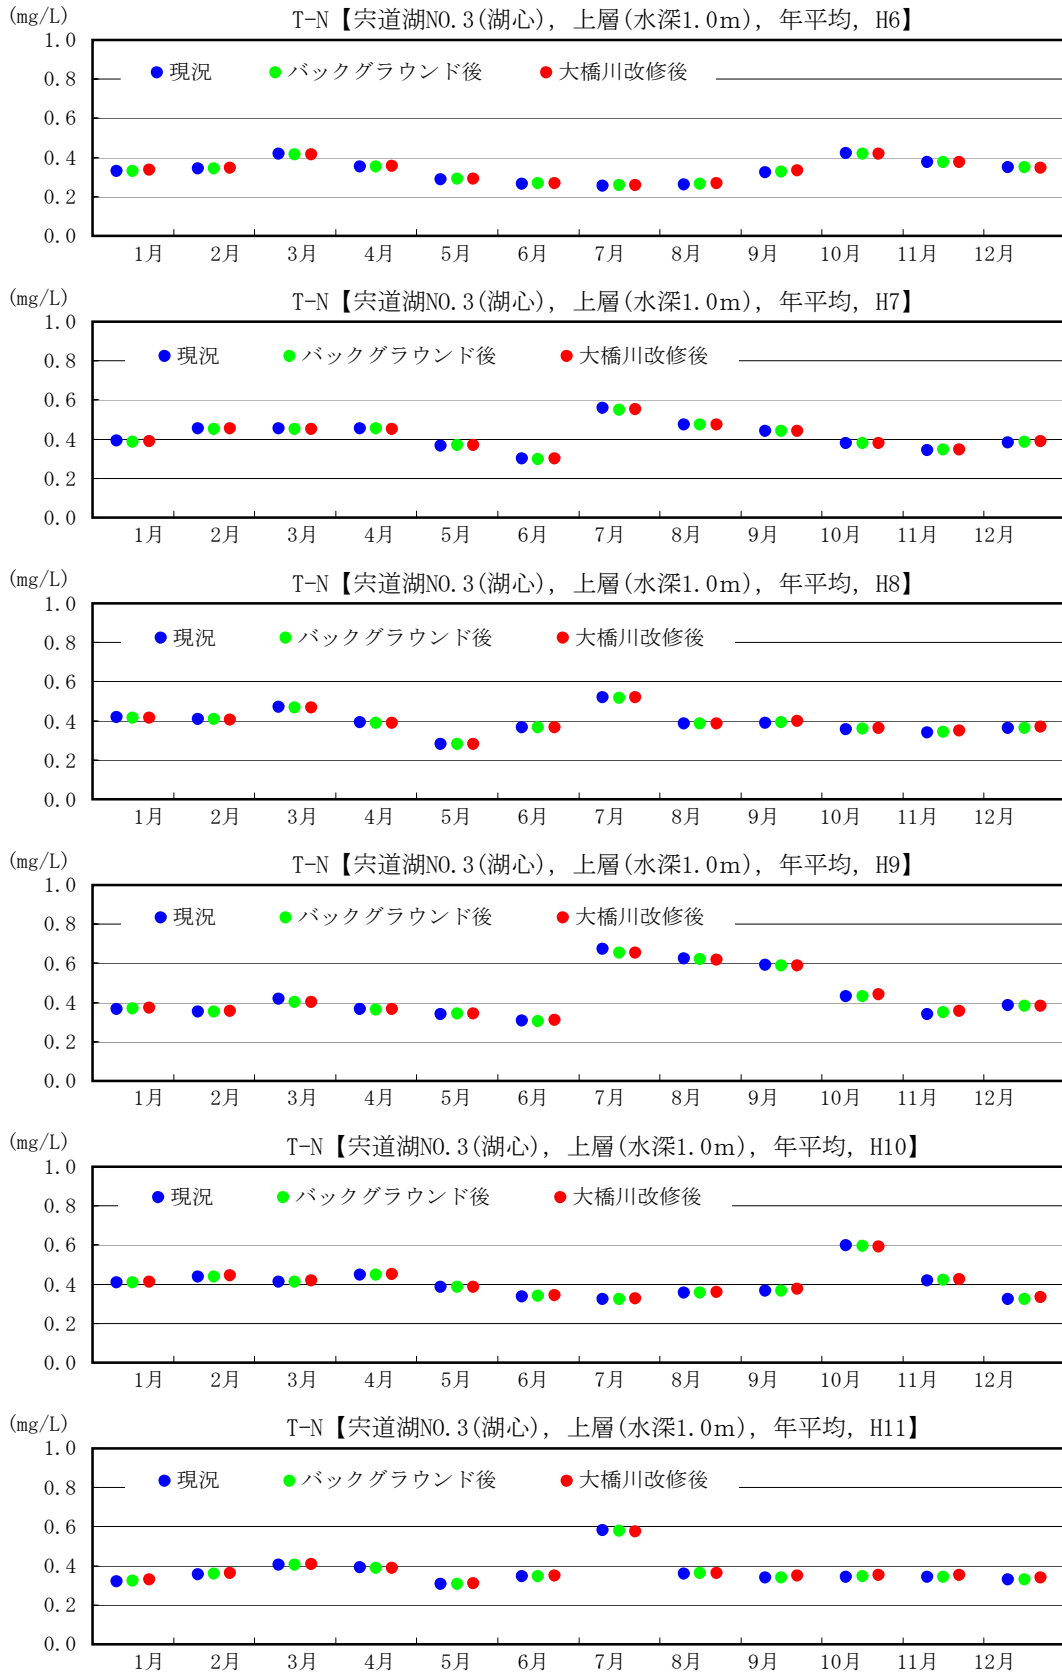 (mg/L)
T-N【宍道湖NO.3(湖心), 上層(水深1.0m), 年平均, H6】
1.0
0.8
現況 バックグラウンド後 大橋川改修後
0.6
0.4
0.2
0.0
1月 2月 3月 4月 5月 6月 7月 8月 9月 10月 11月 12月
(mg/L)
T-N【宍道湖NO.3(湖心), 上層(水深1.0m), 年平均, H7】
1.0
0.8
現況 バックグラウンド後 大橋川改修後
0.6
0.4
0.2
0.0
1月 2月 3月 4月 5月 6月 7月 8月 9月 10月 11月 12月
(mg/L)
T-N【宍道湖NO.3(湖心), 上層(水深1.0m), 年平均, H8】
1.0
0.8
現況 バックグラウンド後 大橋川改修後
0.6
0.4
0.2
0.0
1月 2月 3月 4月 5月 6月 7月 8月 9月 10月 11月 12月
(mg/L)
T-N【宍道湖NO.3(湖心), 上層(水深1.0m), 年平均, H9】
1.0
0.8
現況 バックグラウンド後 大橋川改修後
0.6
0.4
0.2
0.0
1月 2月 3月 4月 5月 6月 7月 8月 9月 10月 11月 12月
(mg/L)
T-N【宍道湖NO.3(湖心), 上層(水深1.0m), 年平均, H10】
1.0
0.8
現況 バックグラウンド後 大橋川改修後
0.6
0.4
0.2
0.0
1月 2月 3月 4月 5月 6月 7月 8月 9月 10月 11月 12月
(mg/L)
T-N【宍道湖NO.3(湖心), 上層(水深1.0m), 年平均, H11】
1.0
0.8
現況 バックグラウンド後 大橋川改修後
0.6
0.4
0.2
0.0
1月 2月 3月 4月 5月 6月 7月 8月 9月 10月 11月 12月